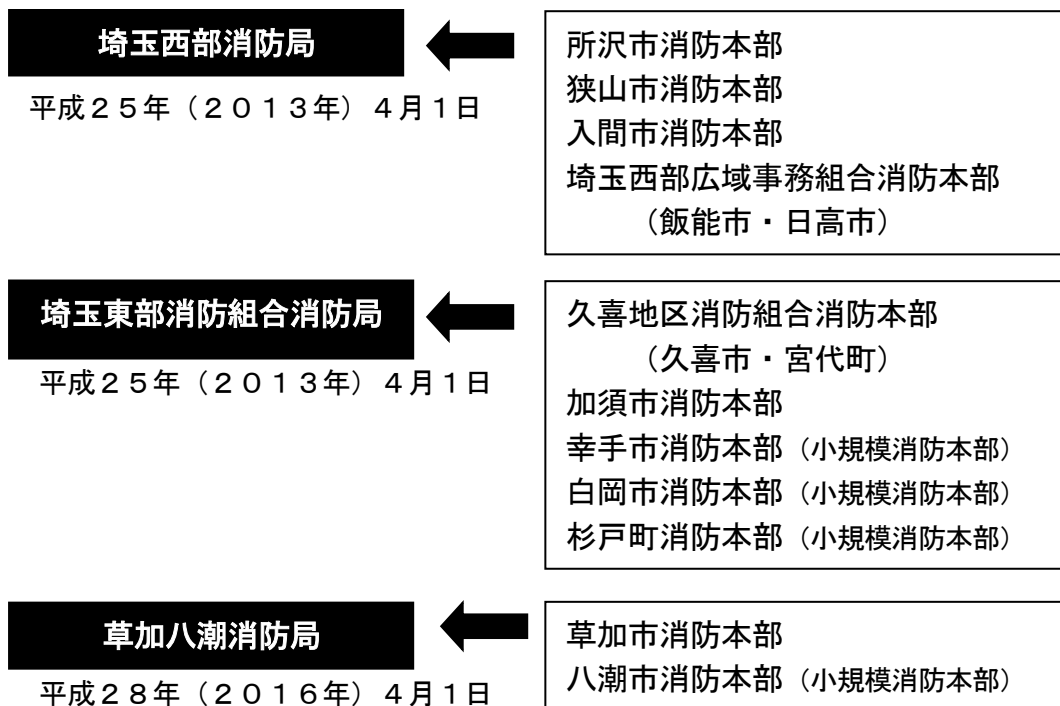 埼玉西部消防局
平成２５年（２０１３年）４月１日
所沢市消防本部
狭山市消防本部
入間市消防本部
埼玉西部広域事務組合消防本部
（飯能市・日高市）
埼玉東部消防組合消防局
平成２５年（２０１３年）４月１日
久喜地区消防組合消防本部
（久喜市・宮代町）
加須市消防本部
幸手市消防本部（小規模消防本部）
白岡市消防本部（小規模消防本部）
杉戸町消防本部（小規模消防本部）
草加八潮消防局
平成２８年（２０１６年）４月１日
草加市消防本部
八潮市消防本部（小規模消防本部）